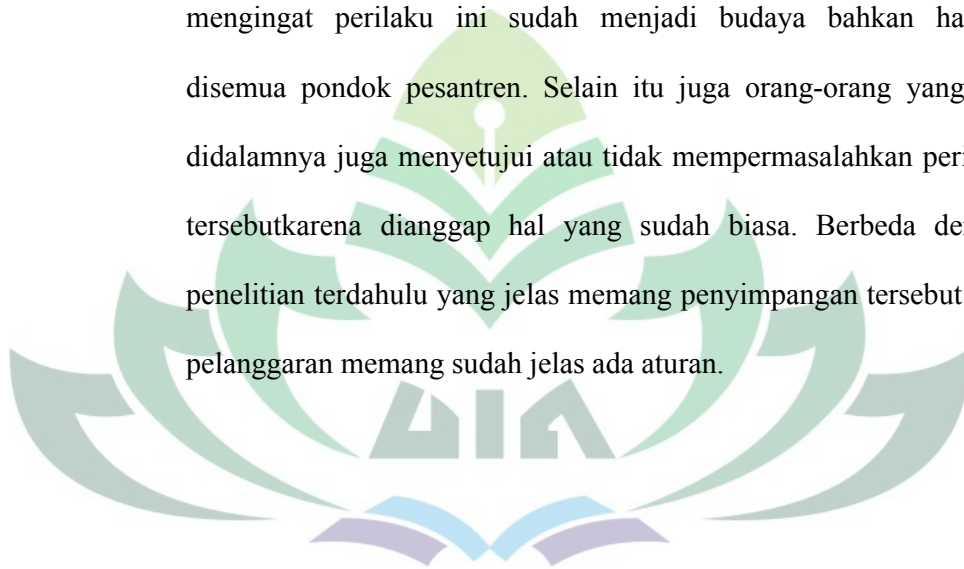 mengingat perilaku ini sudah menjadi budaya bahkan ha
disemua pondok pesantren. Selain itu juga orang-orang yang
didalamnya juga menyetujui atau tidak mempermasalahkan peri
tersebutkarena dianggap hal yang sudah biasa. Berbeda de
penelitian terdahulu yang jelas memang penyimpangan tersebut
pelanggaran memang sudah jelas ada aturan.
UIN